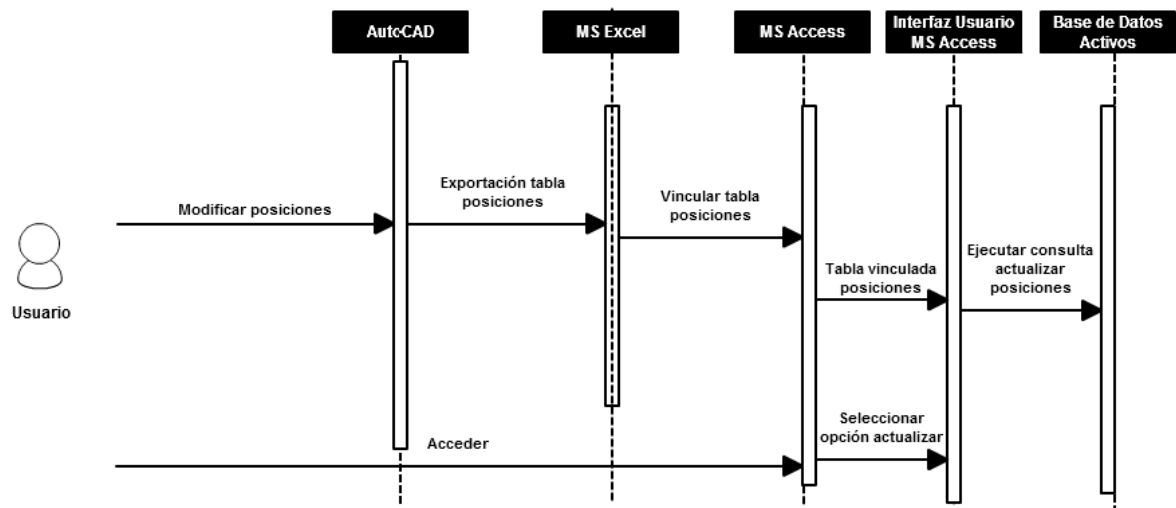 AutoCAD
MS Excel
MS Access
Interfaz Usuario
MS Access
Base de Datos
Activos
Modificar posiciones
Exportación tabla
posiciones
Vincular tabla
posiciones
Tabla vinculada
posiciones
Ejecutar consulta
actualizar
posiciones
Usuario
Acceder
Seleccionar
opción actualizar